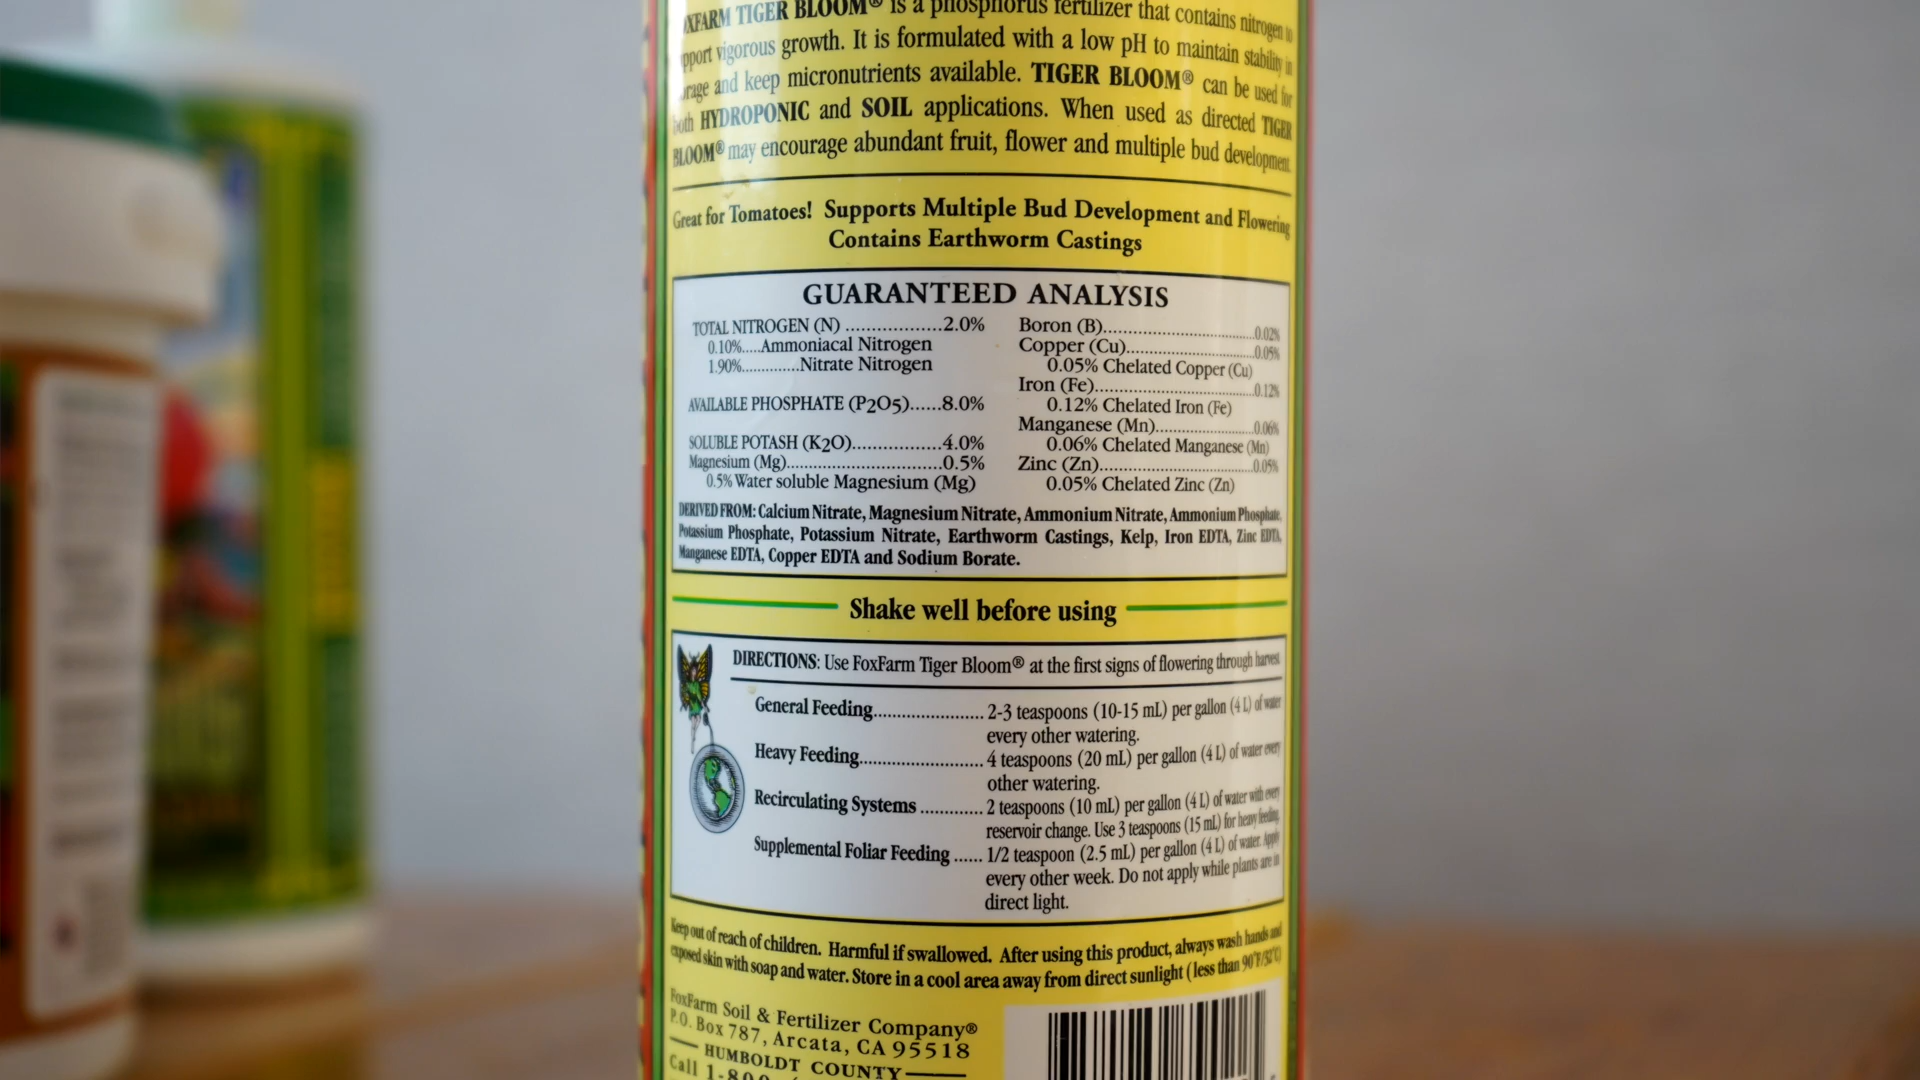 XFARM TIGER BLOOM® is a phosphorus fertilizer that contains nitrogen to
pport vigorous growth. It is formulated with a low pH to maintain stability in
rage and keep micronutrients available. TIGER BLOOM® can be used for
both HYDROPONIC and SOIL applications. When used as directed TIGER
BLOOM® may encourage abundant fruit, flower and multiple bud development.
Great for Tomatoes! Supports Multiple Bud Development and Flowering
Contains Earthworm Castings
GUARANTEED ANALYSIS
TOTAL NITROGEN (N) ..................2.0%
0.10%.....Ammoniacal Nitrogen
1.90%.............Nitrate Nitrogen
AVAILABLE PHOSPHATE (P2O5)......8.0%
SOLUBLE POTASH (K2O)..................4.0%
Magnesium (Mg)..............................0.5%
0.5% Water soluble Magnesium (Mg)
Boron (B)..............................0.02%
Copper (Cu)..........................0.05%
0.05% Chelated Copper (Cu)
Iron (Fe)................................0.12%
0.12% Chelated Iron (Fe)
Manganese (Mn)....................0.06%
0.06% Chelated Manganese (Mn)
Zinc (Zn)...............................0.05%
0.05% Chelated Zinc (Zn)
DERIVED FROM: Calcium Nitrate, Magnesium Nitrate, Ammonium Nitrate, Ammonium Phosphate,
Potassium Phosphate, Potassium Nitrate, Earthworm Castings, Kelp, Iron EDTA, Zinc EDTA,
Manganese EDTA, Copper EDTA and Sodium Borate.
Shake well before using
DIRECTIONS: Use FoxFarm Tiger Bloom® at the first signs of flowering through harvest.
General Feeding....................... 2-3 teaspoons (10-15 mL) per gallon (4 L) of water
every other watering.
Heavy Feeding.......................... 4 teaspoons (20 mL) per gallon (4 L) of water every
other watering.
Recirculating Systems ............. 2 teaspoons (10 mL) per gallon (4 L) of water with every
reservoir change. Use 3 teaspoons (15 mL) for heavy feeding.
Supplemental Foliar Feeding ...... 1/2 teaspoon (2.5 mL) per gallon (4 L) of water. Apply
every other week. Do not apply while plants are in
direct light.
Keep out of reach of children. Harmful if swallowed. After using this product, always wash hands and
exposed skin with soap and water. Store in a cool area away from direct sunlight (less than 90°F/32°C)
FoxFarm Soil & Fertilizer Company®
P.O. Box 787, Arcata, CA 95518
HUMBOLDT COUNTY
Call 1-800